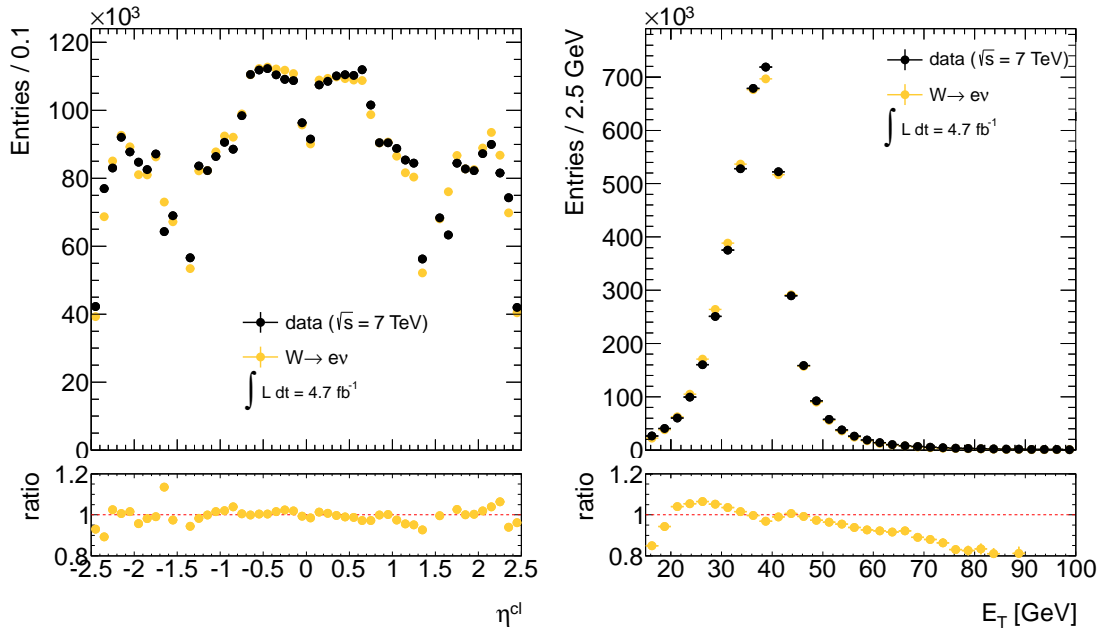 ×10³
Entries / 0.1
120
100
80
60
40
20
0
data (√s = 7 TeV)
W→ eν
∫ L dt = 4.7 fb⁻¹
ratio
1.2
1
0.8
-2.5 -2 -1.5 -1 -0.5 0 0.5 1 1.5 2 2.5
η^cl
×10³
Entries / 2.5 GeV
700
600
500
400
300
200
100
0
data (√s = 7 TeV)
W→ eν
∫ L dt = 4.7 fb⁻¹
ratio
1.2
1
0.8
20 30 40 50 60 70 80 90 100
E_T [GeV]